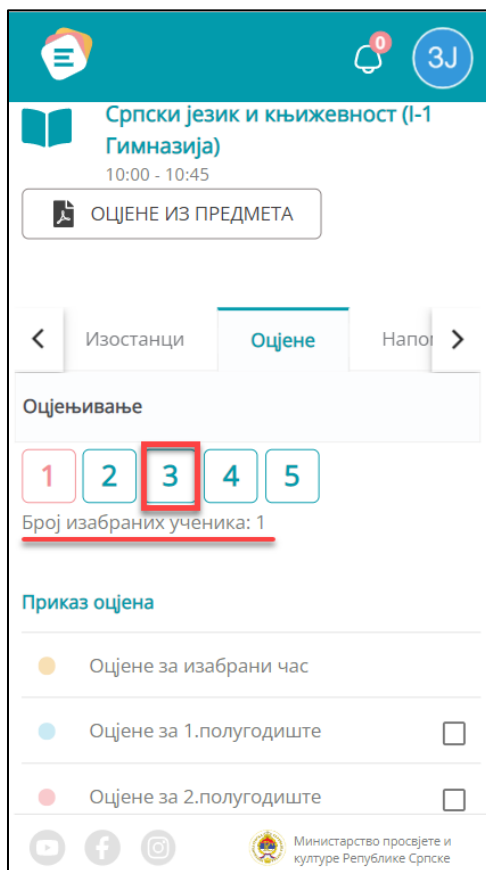 0
ЗЈ
Српски језик и књижевност (I-1
Гимназија)
10:00 - 10:45
ОЦЈЕНЕ ИЗ ПРЕДМЕТА
Изостанци
Оцјене
Напом
Оцјењивање
1 2 3 4 5
Број изабраних ученика: 1
Приказ оцјена
Оцјене за изабрани час
Оцјене за 1.полугодиште
Оцјене за 2.полугодиште
Министарство просвјете и
културе Републике Српске